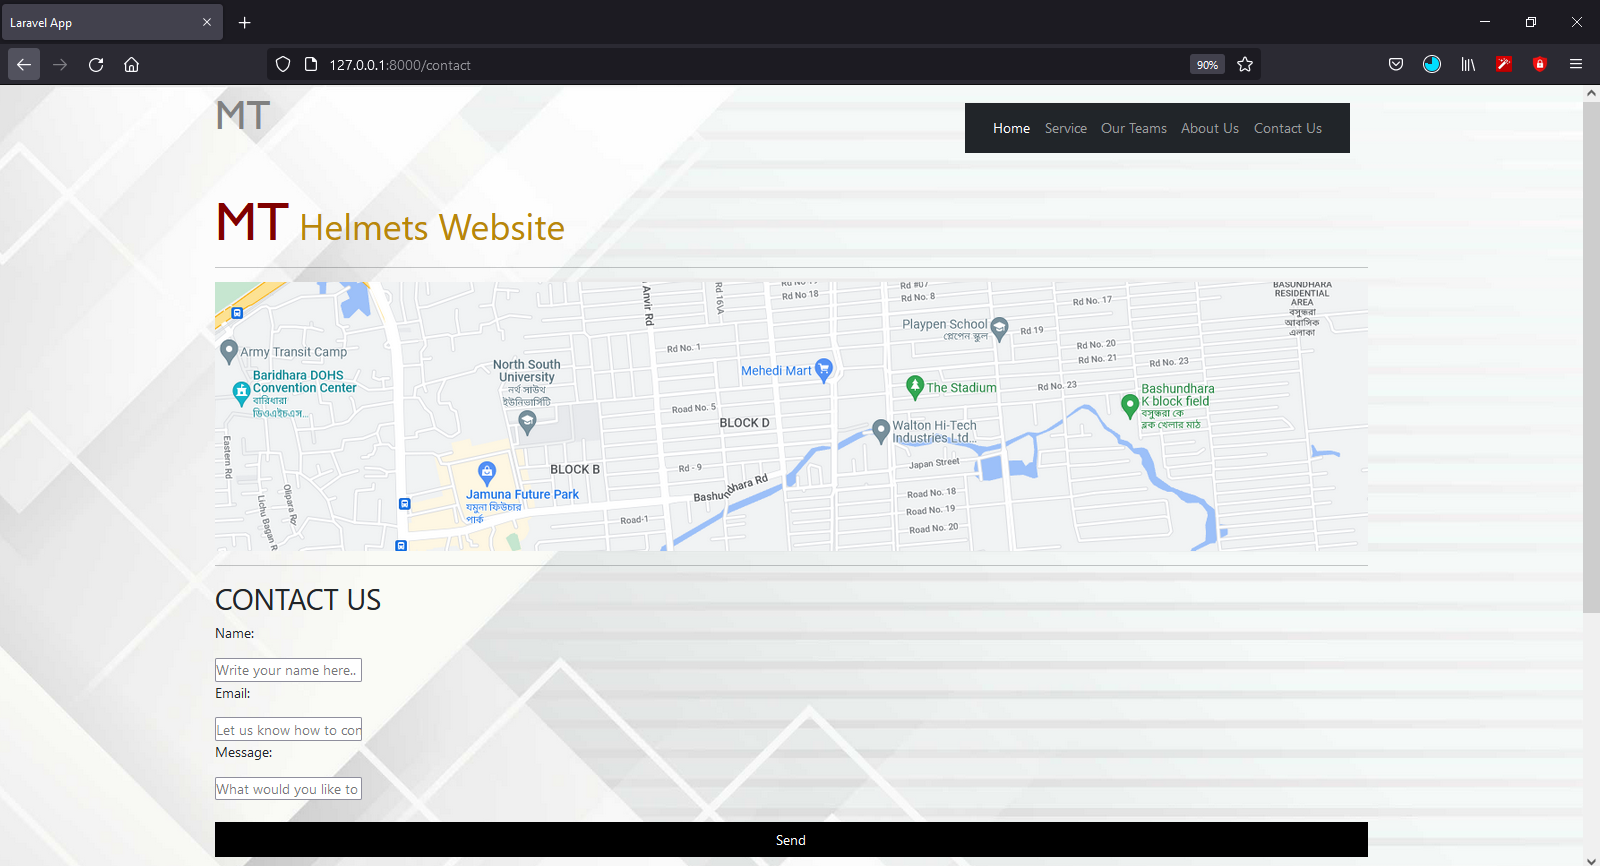 Laravel App
127.0.0.1:8000/contact
90%
MT
Home Service Our Teams About Us Contact Us
MT Helmets Website
Anvir Rd
Rd 16\A
Rd No 18
Rd #07
Rd No. 8
Rd No. 17
BASUNDHARA
RESIDENTIAL
AREA
বসুন্ধরা
আবাসিক
এলাকা
Playpen School
প্লেপেন স্কুল
Rd 19
Army Transit Camp
Rd No. 1
Rd No. 20
Rd No. 21
Rd No. 23
North South
University
নর্থ সাউথ
ইউনিভার্সিটি
Mehedi Mart
Baridhara DOHS
Convention Center
বারিধারা
ডিওএইচএস...
The Stadium
Rd No. 23
Bashundhara
K block field
বসুন্ধরা কে
ব্লক খেলার মাঠ
Road No. 5
BLOCK D
Walton Hi-Tech
Industries Ltd...
Eastern Rd
BLOCK B
Rd - 9
Japan Street
Jamuna Future Park
যমুনা ফিউচার
পার্ক
Bashundhara Rd
Road No. 18
Road No. 19
Road No. 20
Olipara Rd
Lichu Bagan R
Road-1
CONTACT US
Name:
Write your name here..
Email:
Let us know how to con
Message:
What would you like to
Send